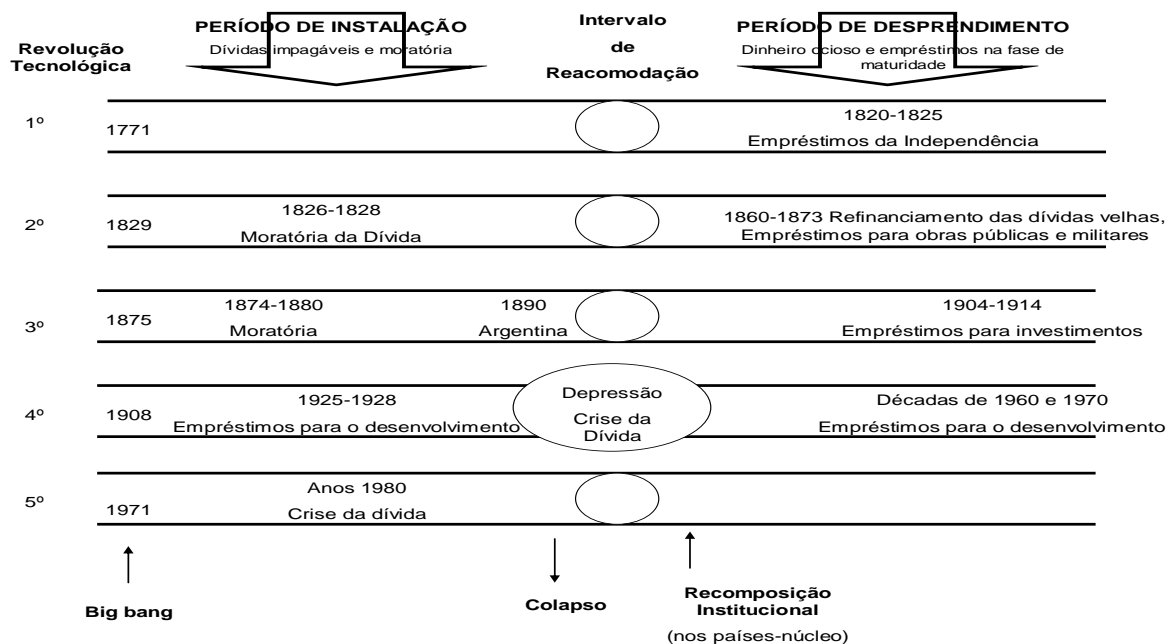 PERÍODO DE INSTALAÇÃO
Dívidas impagáveis e moratória
Intervalo
de
Reacomodação
PERÍODO DE DESPRENDIMENTO
Dinheiro ocioso e empréstimos na fase de
maturidade
Revolução
Tecnológica
1º
1771
1820-1825
Empréstimos da Independência
2º
1829
1826-1828
Moratória da Dívida
1860-1873 Refinanciamento das dívidas velhas,
Empréstimos para obras públicas e militares
3º
1875
1874-1880
Moratória
1890
Argentina
1904-1914
Empréstimos para investimentos
4º
1908
1925-1928
Empréstimos para o desenvolvimento
Depressão
Crise da
Dívida
Décadas de 1960 e 1970
Empréstimos para o desenvolvimento
5º
1971
Anos 1980
Crise da dívida
Big bang
Colapso
Recomposição
Institucional
(nos países-núcleo)